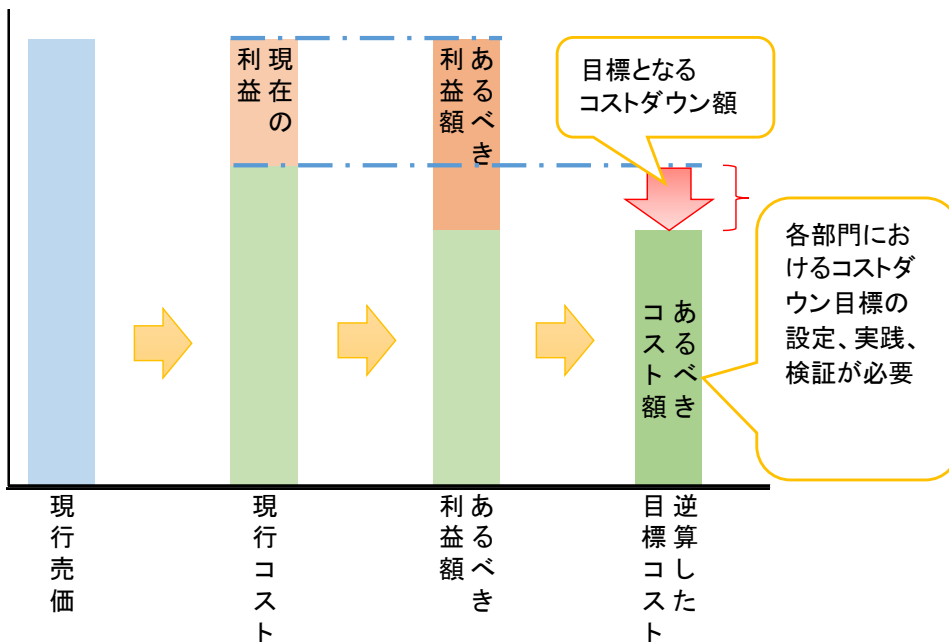 現在の
利益
あるべき
利益額
目標となる
コストダウン額
各部門にお
けるコストダ
ウン目標の
設定、実践、
検証が必要
あるべき
コスト額
現行売価
現行コスト
あるべき
利益額
逆算した
目標コスト